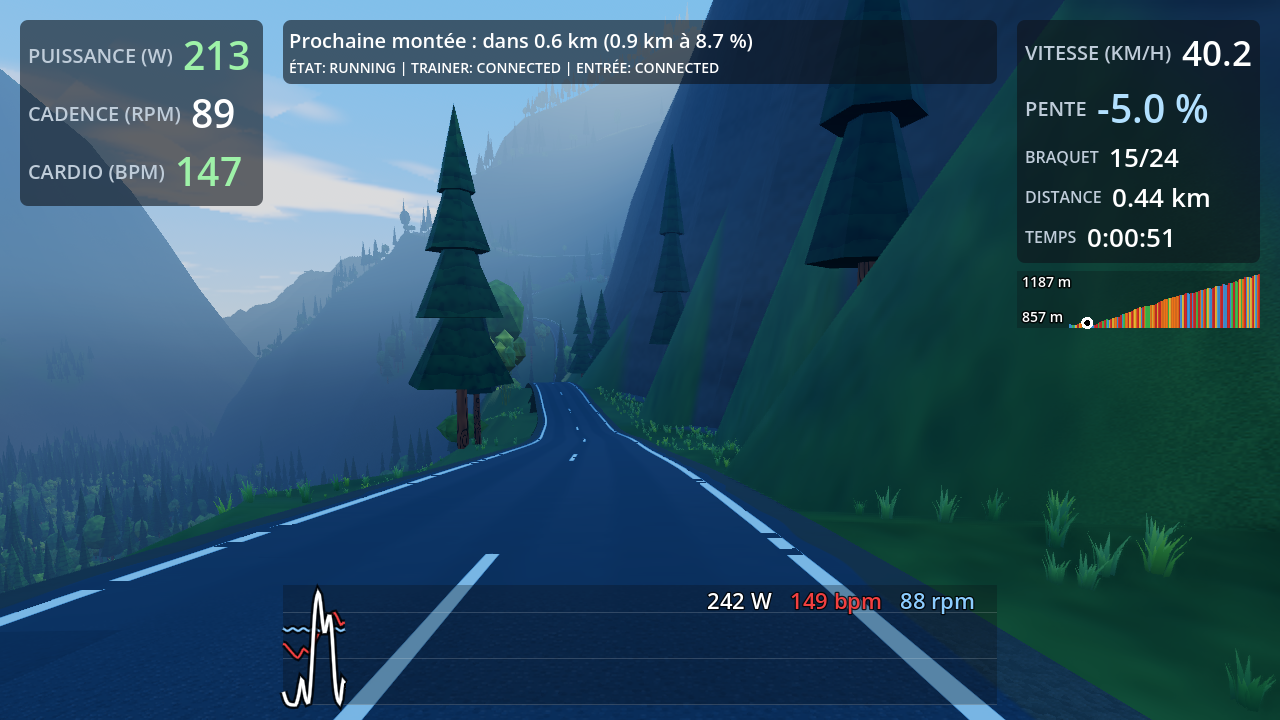 PUISSANCE (W) 213
CADENCE (RPM) 89
CARDIO (BPM) 147
Prochaine montée : dans 0.6 km (0.9 km à 8.7 %)
ÉTAT: RUNNING | TRAINER: CONNECTED | ENTRÉE: CONNECTED
VITESSE (KM/H) 40.2
PENTE -5.0 %
BRAQUET 15/24
DISTANCE 0.44 km
TEMPS 0:00:51
1187 m
857 m
242 W 149 bpm 88 rpm